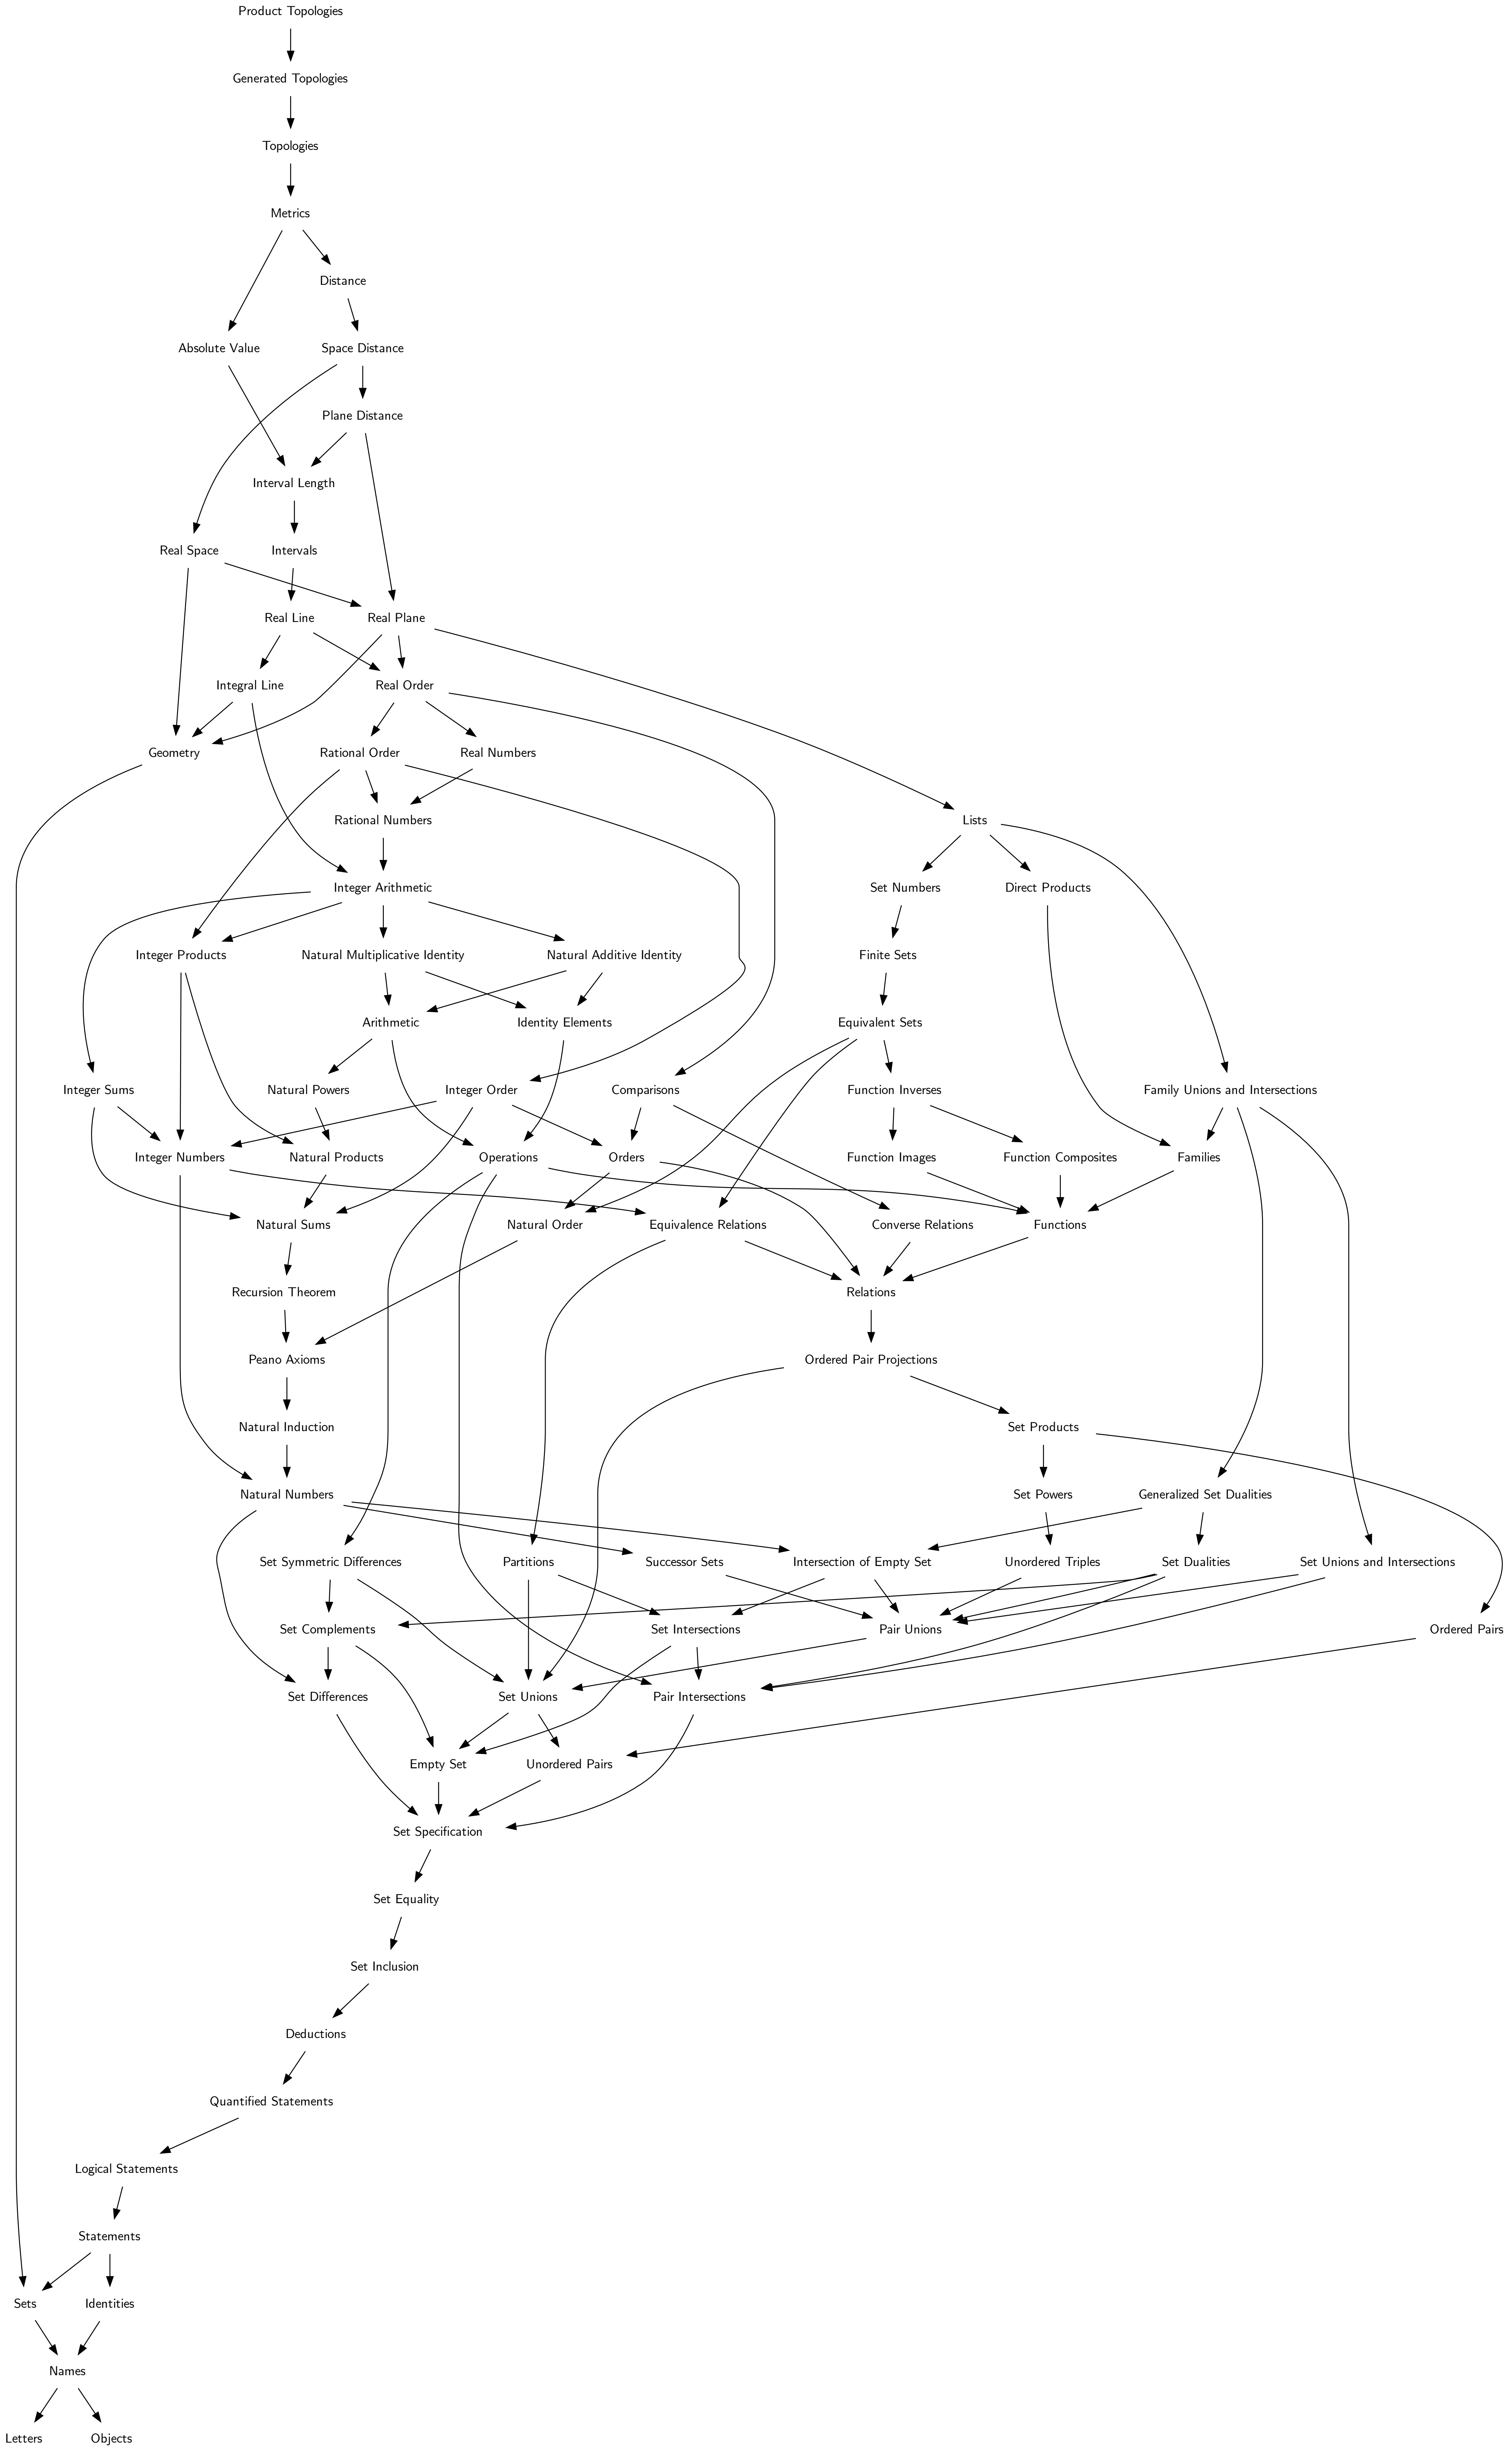 Product Topologies
Generated Topologies
Topologies
Metrics
Distance
Absolute Value
Space Distance
Plane Distance
Interval Length
Real Space
Intervals
Real Line
Real Plane
Integral Line
Real Order
Geometry
Rational Order
Real Numbers
Rational Numbers
Lists
Integer Arithmetic
Set Numbers
Direct Products
Integer Products
Natural Multiplicative Identity
Natural Additive Identity
Finite Sets
Arithmetic
Identity Elements
Equivalent Sets
Integer Sums
Natural Powers
Integer Order
Comparisons
Function Inverses
Family Unions and Intersections
Integer Numbers
Natural Products
Operations
Orders
Function Images
Function Composites
Families
Natural Sums
Natural Order
Equivalence Relations
Converse Relations
Functions
Recursion Theorem
Relations
Peano Axioms
Ordered Pair Projections
Natural Induction
Set Products
Natural Numbers
Set Powers
Generalized Set Dualities
Set Symmetric Differences
Partitions
Successor Sets
Intersection of Empty Set
Unordered Triples
Set Dualities
Set Unions and Intersections
Set Complements
Set Intersections
Pair Unions
Ordered Pairs
Set Differences
Set Unions
Pair Intersections
Empty Set
Unordered Pairs
Set Specification
Set Equality
Set Inclusion
Deductions
Quantified Statements
Logical Statements
Statements
Sets
Identities
Names
Letters
Objects